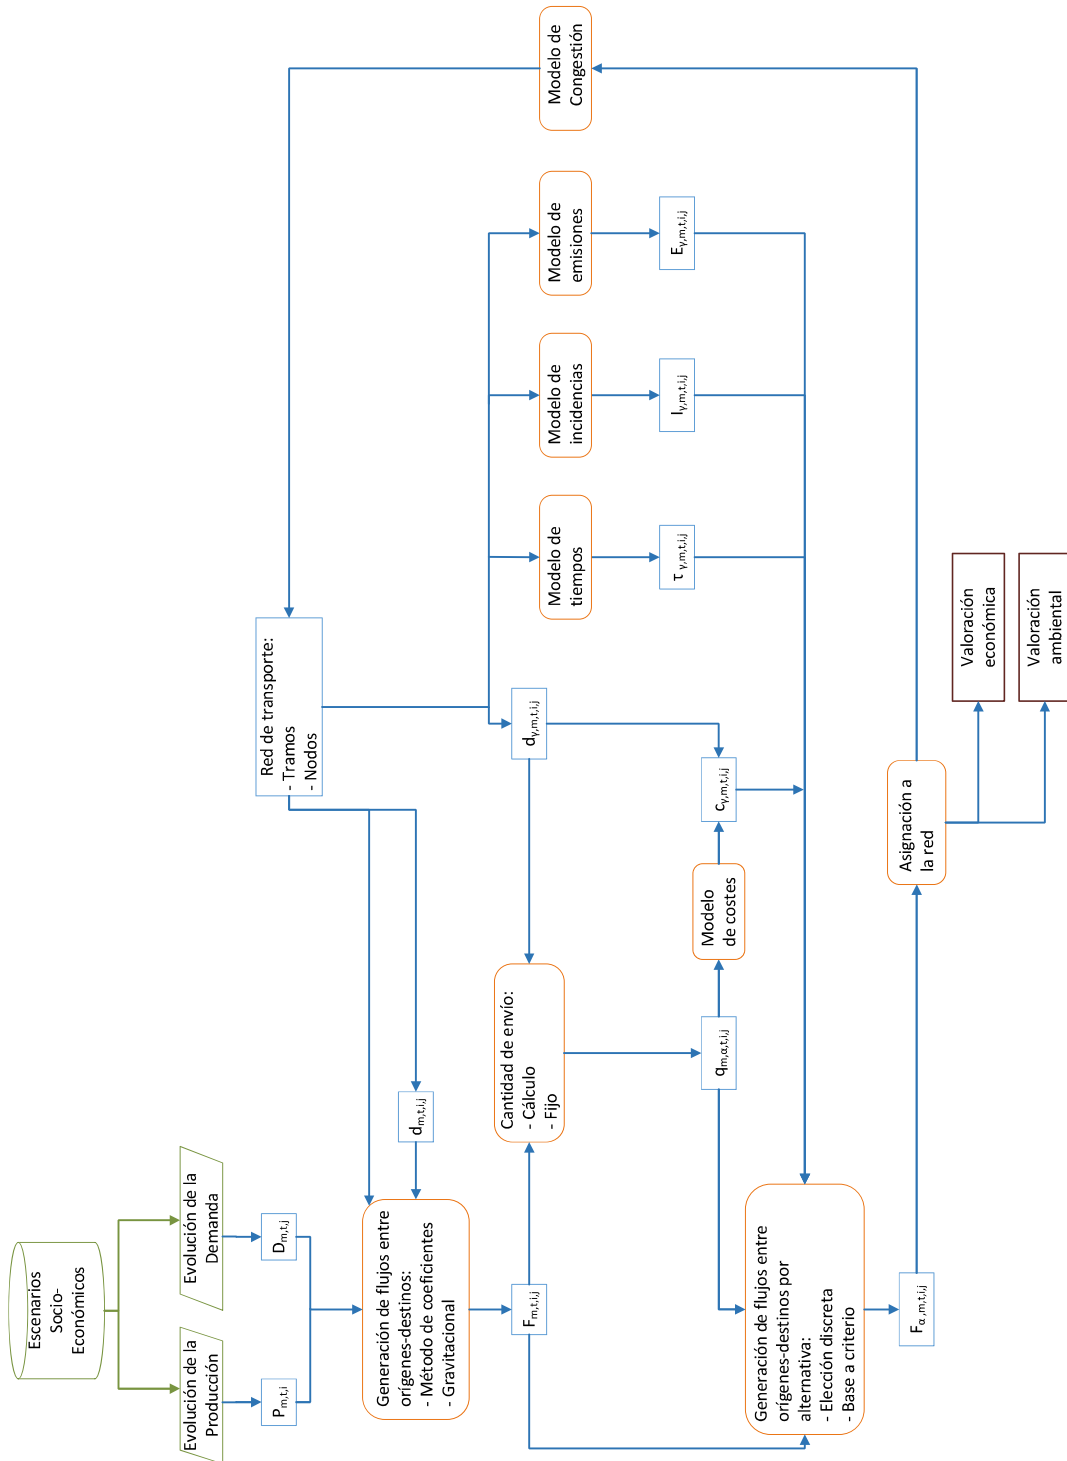 Escenarios
Socio-
Económicos
Evolución de la
Producción
Evolución de la
Demanda
Pm,t,i
Dm,t,j
Generación de flujos entre
orígenes-destinos:
- Método de coeficientes
- Gravitacional
dm,t,i,j
Red de transporte:
- Tramos
- Nodos
Fm,t,i,j
Cantidad de envío:
- Cálculo
- Fijo
dγ,m,t,i,j
Modelo de
tiempos
Modelo de
incidencias
Modelo de
emisiones
Modelo de
Congestión
qm,α,t,i,j
Modelo
de costes
cγ,m,t,i,j
τ γ,m,t,i,j
Iγ,m,t,i,j
Eγ,m,t,i,j
Generación de flujos entre
orígenes-destinos por
alternativa:
- Elección discreta
- Base a criterio
Fα,m,t,i,j
Asignación a
la red
Valoración
económica
Valoración
ambiental